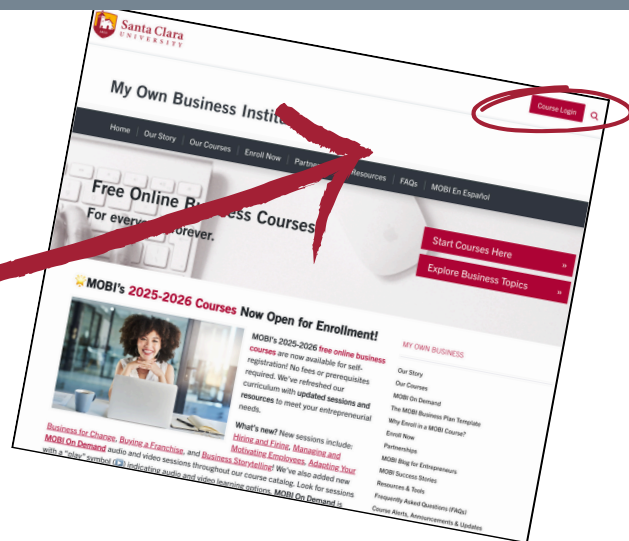 Santa Clara
UNIVERSITY
Course Login
My Own Business
Home
Our Story
Our Courses
Enroll Now
Resources
FAQs
MOBI En Español
Free Online Business Courses
For everyone, forever.
Start Courses Here »
Explore Business Topics »
MOBI's 2025-2026 Courses Now Open for Enrollment!
MOBI's 2025-2026 free online business
courses are now available for self-
registration! No fees or prerequisites
required. We've refreshed our
curriculum with updated sessions and
resources to meet your entrepreneurial
needs.
What's new? New sessions include:
Hiring and Firing, Managing and
Motivating Employees, Adapting Your
Business for Change, Buying a Franchise, and Business Storytelling! We've also added new
MOBI On Demand audio and video sessions throughout our course catalog. Look for sessions
with a "play" symbol (▶) indicating audio and video learning options. MOBI On Demand is
MY OWN BUSINESS
Our Story
Our Courses
MOBI On Demand
The MOBI Business Plan Template
Why Enroll in a MOBI Course?
Enroll Now
Partnerships
MOBI Blog for Entrepreneurs
MOBI Success Stories
Resources & Tools
Frequently Asked Questions (FAQs)
Course Alerts, Announcements & Updates